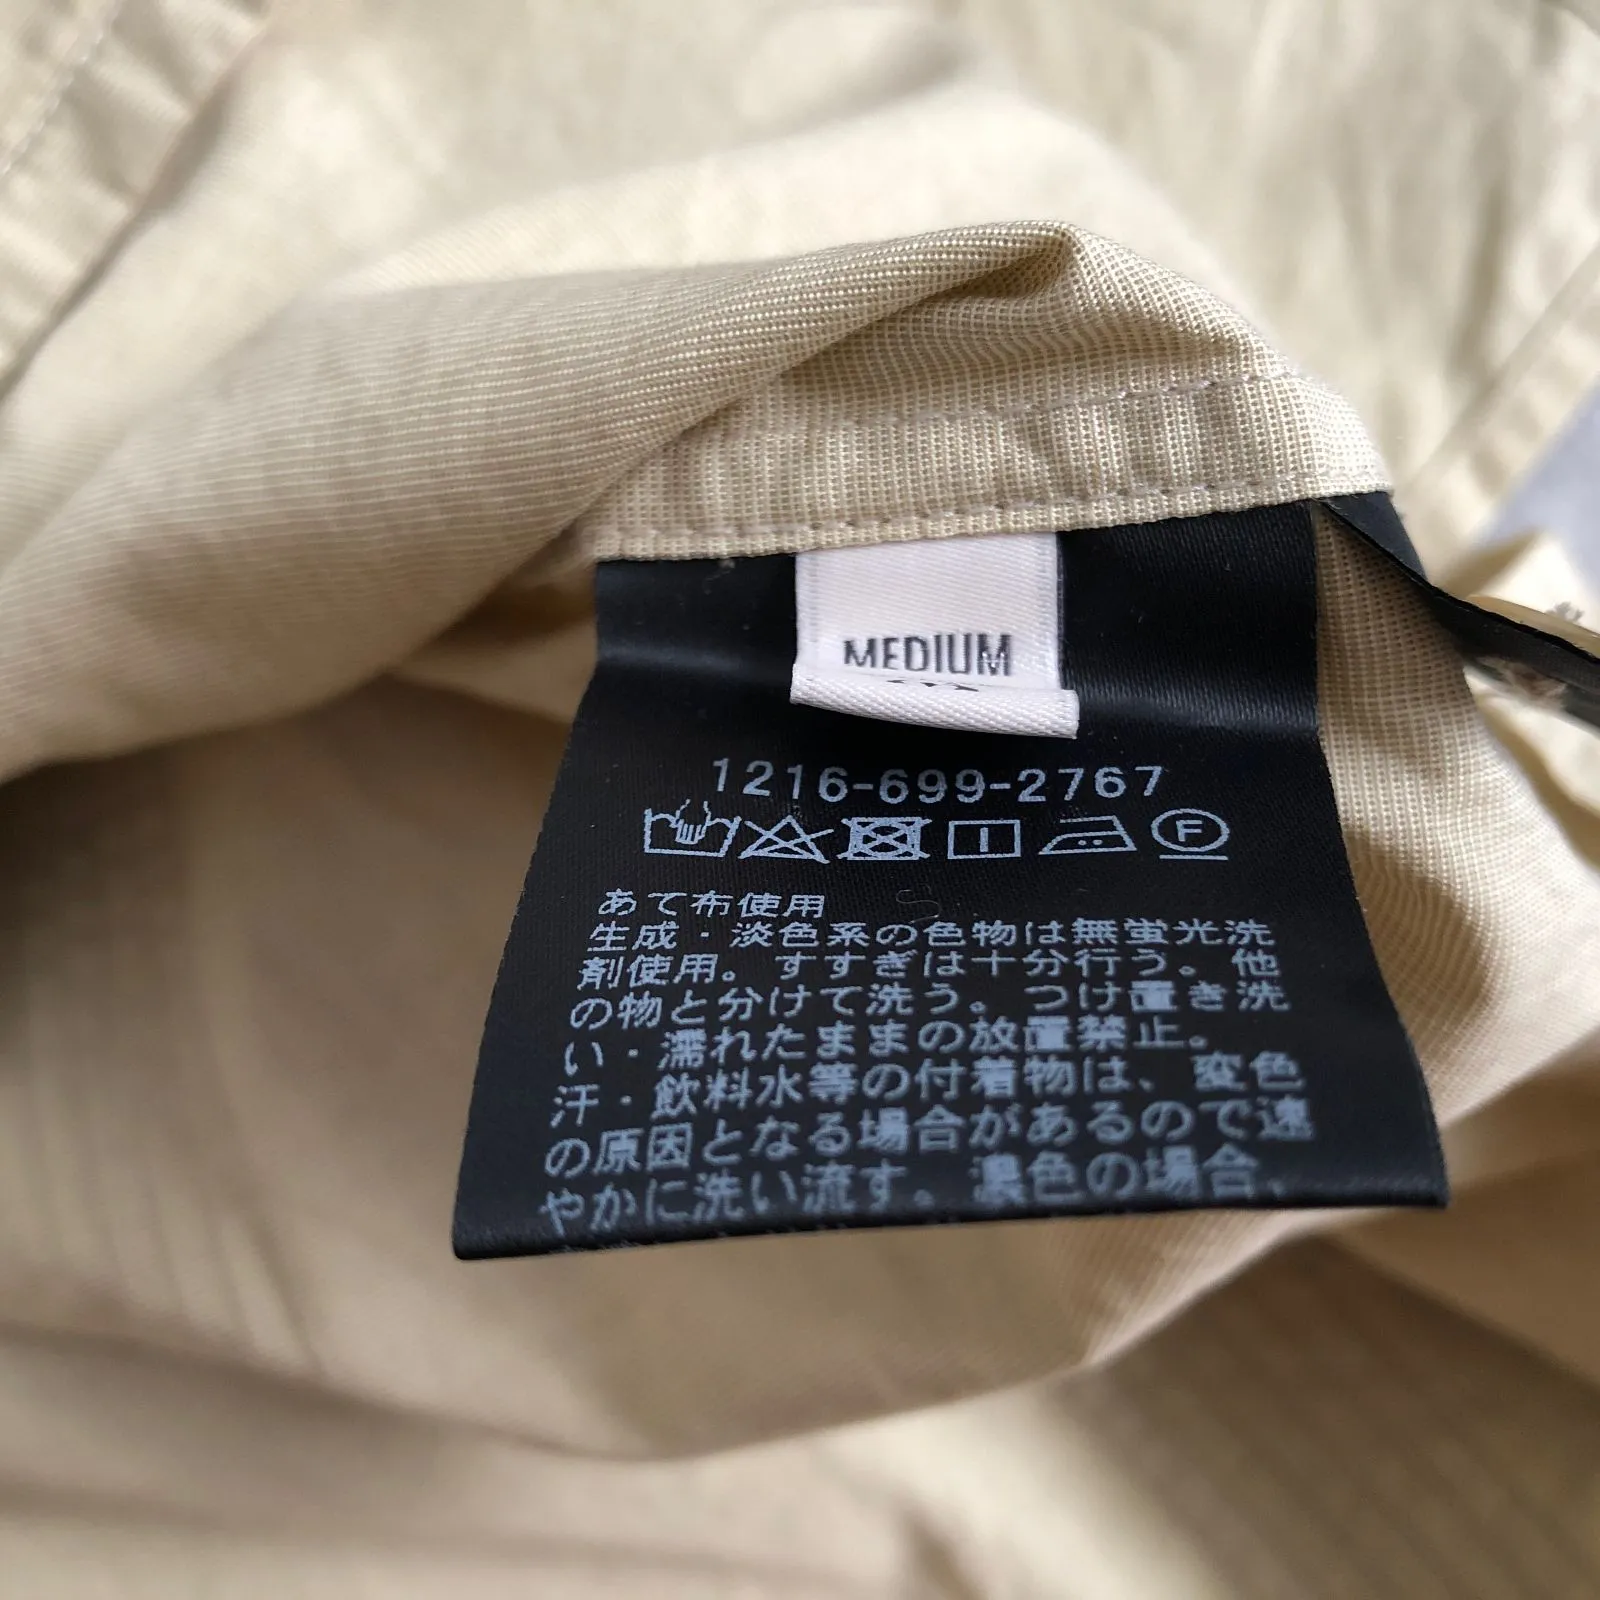 MEDIUM
1216-699-2767
F
あて布使用
生成・淡色系の色物は無蛍光洗
剤使用。すすぎは十分行う。他
の物と分けて洗う。つけ置き洗
い・濡れたままの放置禁止。
汗・飲料水等の付着物は、変色
の原因となる場合があるので速
やかに洗い流す。濃色の場合、